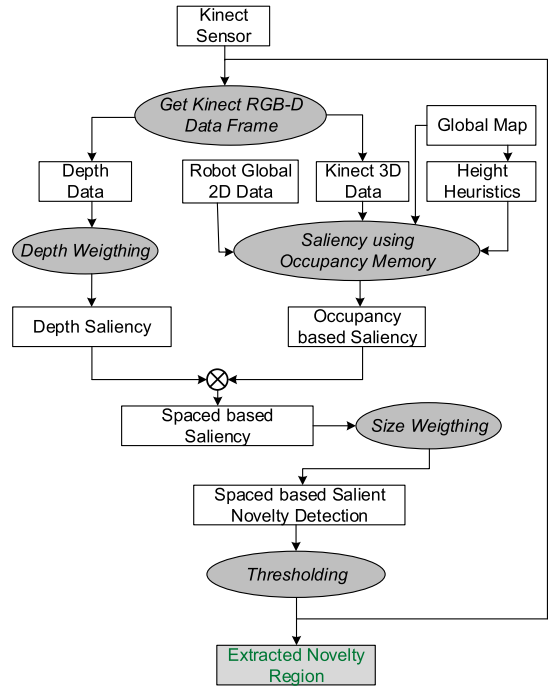 Kinect
Sensor
Get Kinect RGB-D
Data Frame
Global Map
Depth
Data
Robot Global
2D Data
Kinect 3D
Data
Height
Heuristics
Depth Weigthing
Saliency using
Occupancy Memory
Depth Saliency
Occupancy
based Saliency
Spaced based
Saliency
Size Weigthing
Spaced based Salient
Novelty Detection
Thresholding
Extracted Novelty
Region